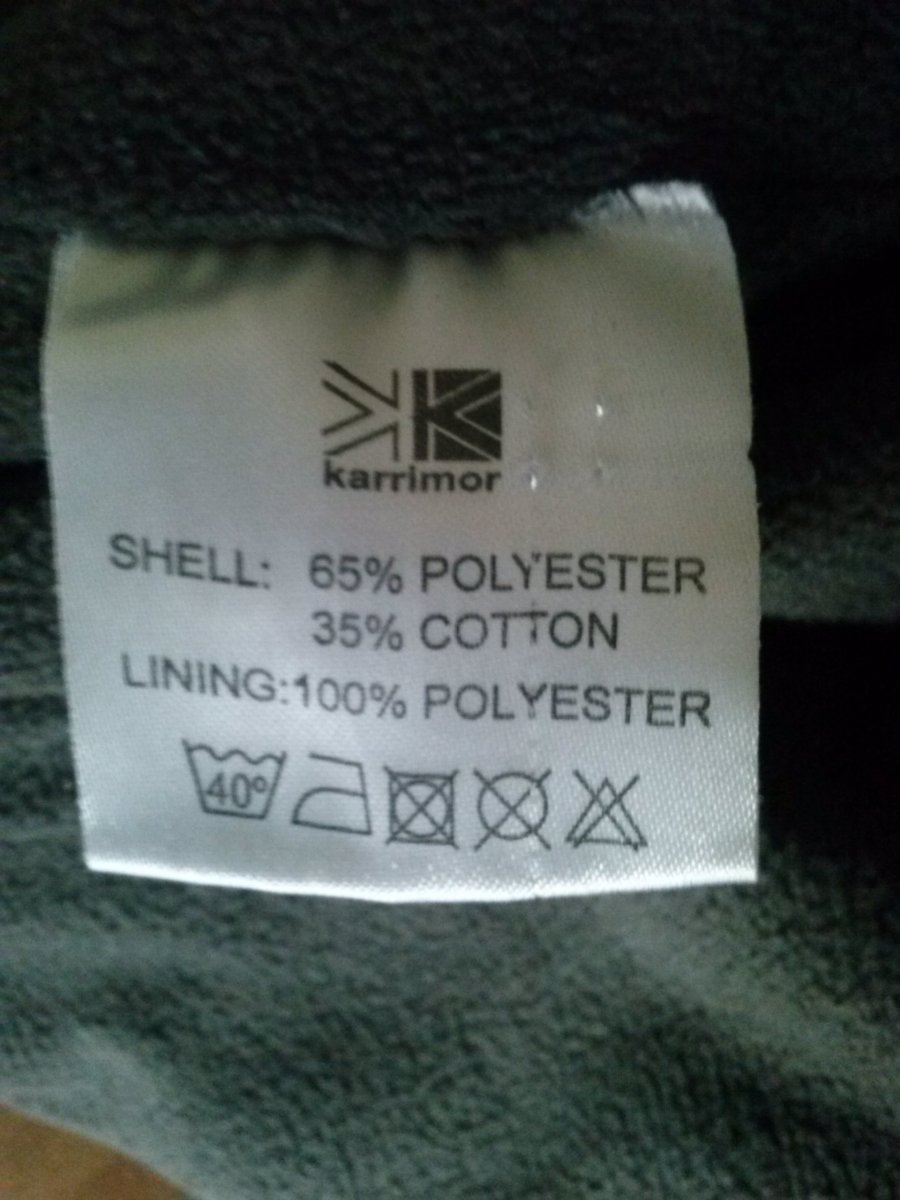 karrimor
SHELL: 65% POLYESTER
35% COTTON
LINING:100% POLYESTER
40°